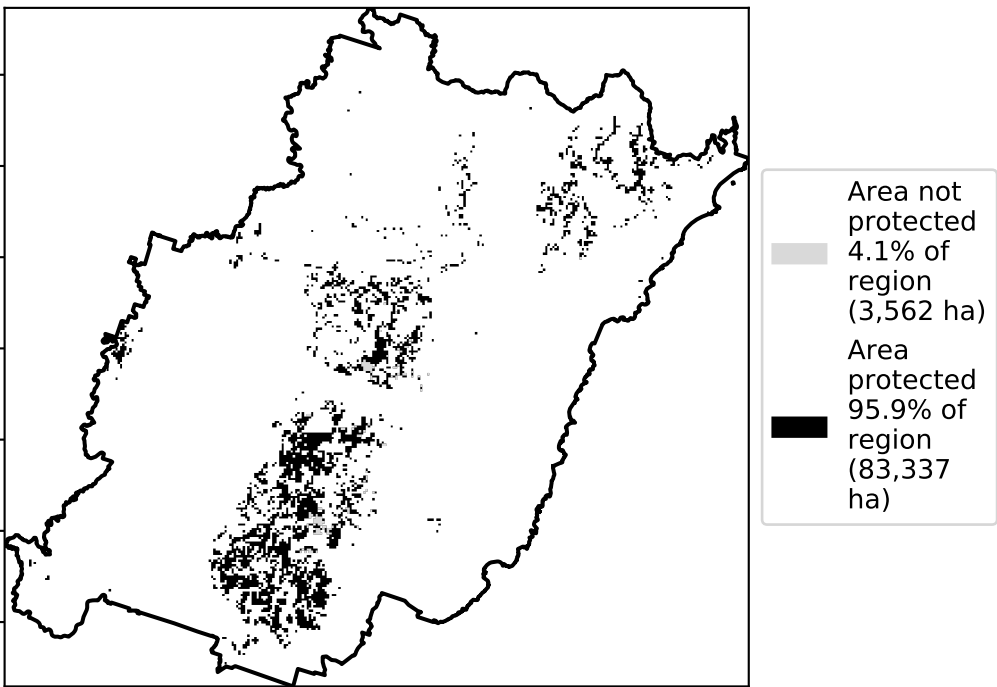 Area not
protected
4.1% of
region
(3,562 ha)
Area
protected
95.9% of
region
(83,337
ha)